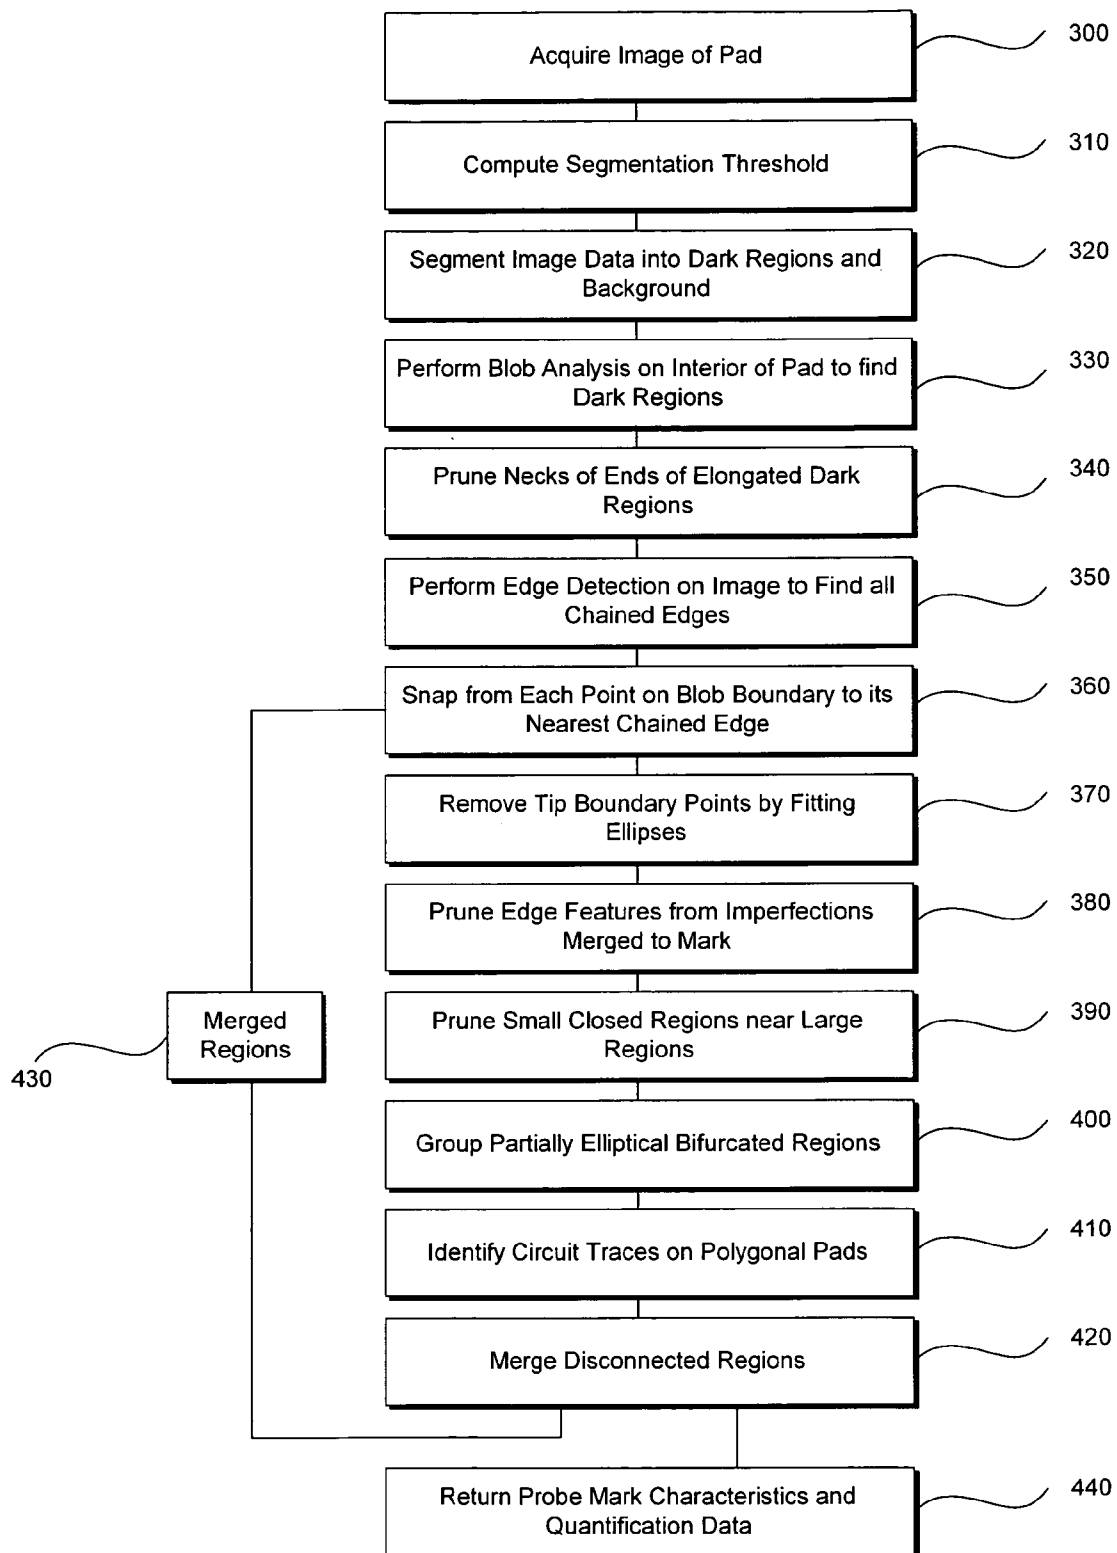 Acquire Image of Pad
300
Compute Segmentation Threshold
310
Segment Image Data into Dark Regions and
Background
320
Perform Blob Analysis on Interior of Pad to find
Dark Regions
330
Prune Necks of Ends of Elongated Dark
Regions
340
Perform Edge Detection on Image to Find all
Chained Edges
350
Snap from Each Point on Blob Boundary to its
Nearest Chained Edge
360
Remove Tip Boundary Points by Fitting
Ellipses
370
Prune Edge Features from Imperfections
Merged to Mark
380
Merged
Regions
430
Prune Small Closed Regions near Large
Regions
390
Group Partially Elliptical Bifurcated Regions
400
Identify Circuit Traces on Polygonal Pads
410
Merge Disconnected Regions
420
Return Probe Mark Characteristics and
Quantification Data
440